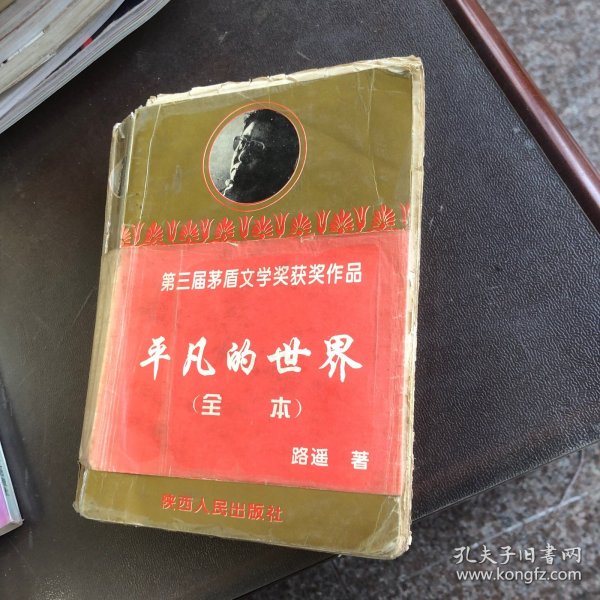 第三届茅盾文学奖获奖作品
平凡的世界
(全 本)
路遥 著
陕西人民出版社
孔夫子旧书网
www.kongfz.com